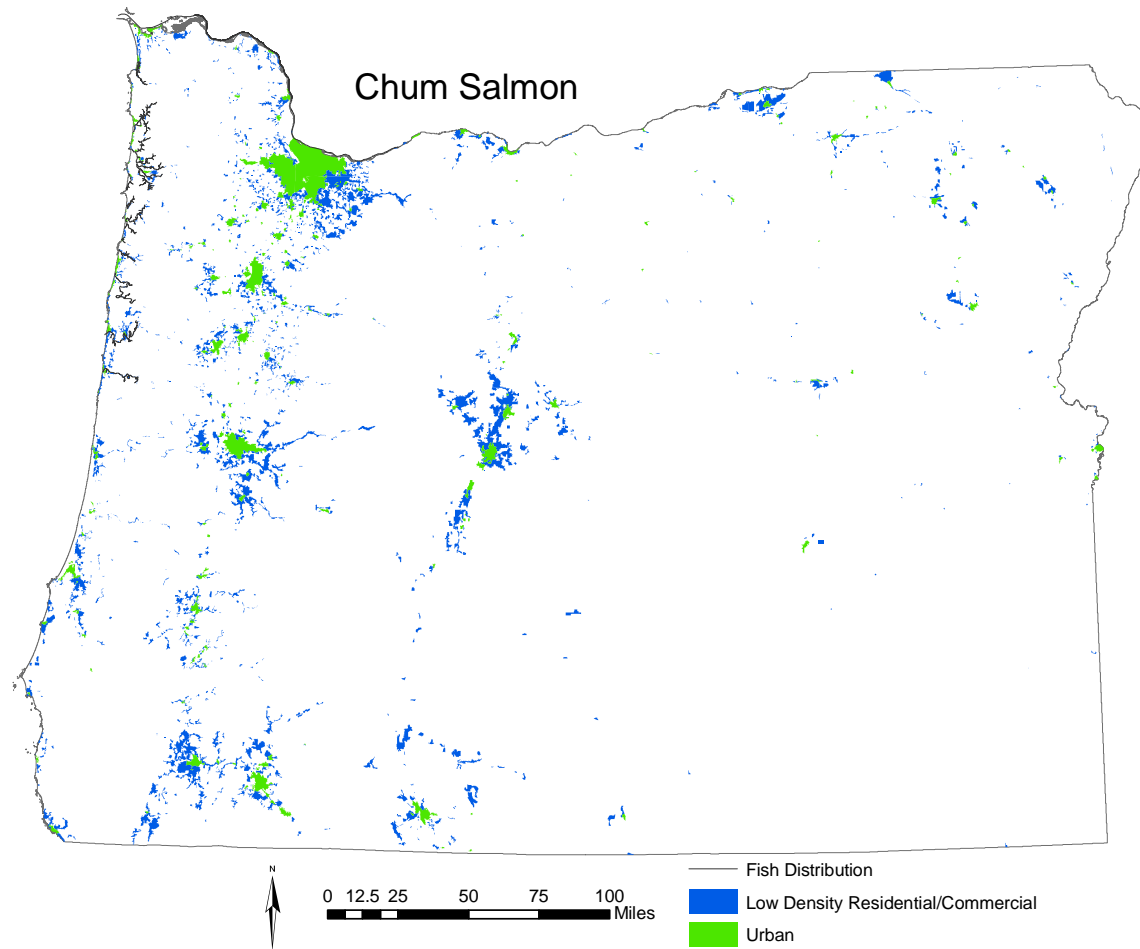 Chum Salmon
Fish Distribution
N
0 12.5 25 50 75 100
Miles
Low Density Residential/Commercial
Urban